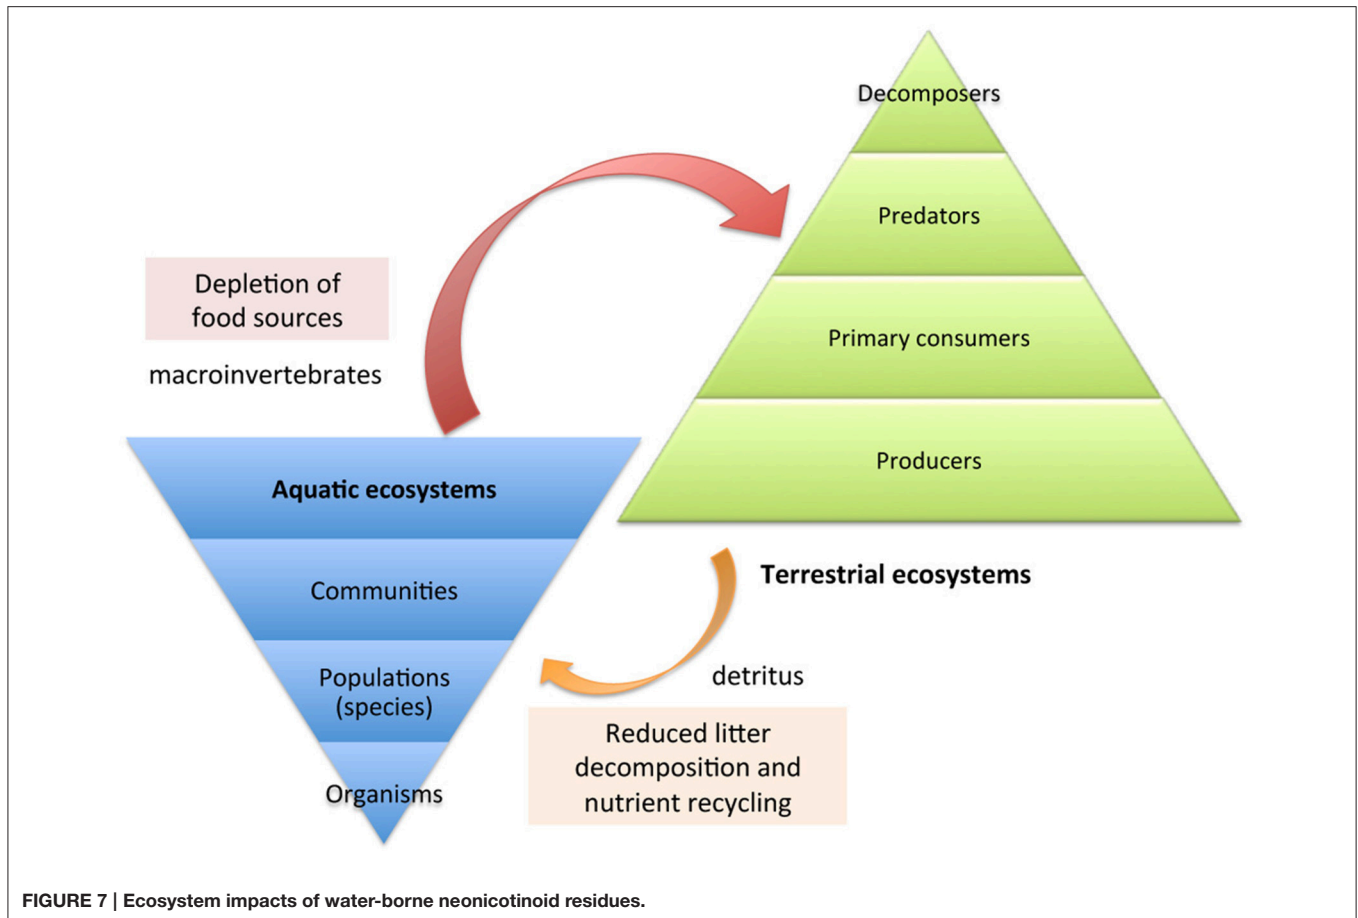 Decomposers
Predators
Primary consumers
Producers
Terrestrial ecosystems
Depletion of
food sources
macroinvertebrates
Aquatic ecosystems
Communities
Populations
(species)
Organisms
detritus
Reduced litter
decomposition and
nutrient recycling
FIGURE 7 | Ecosystem impacts of water-borne neonicotinoid residues.